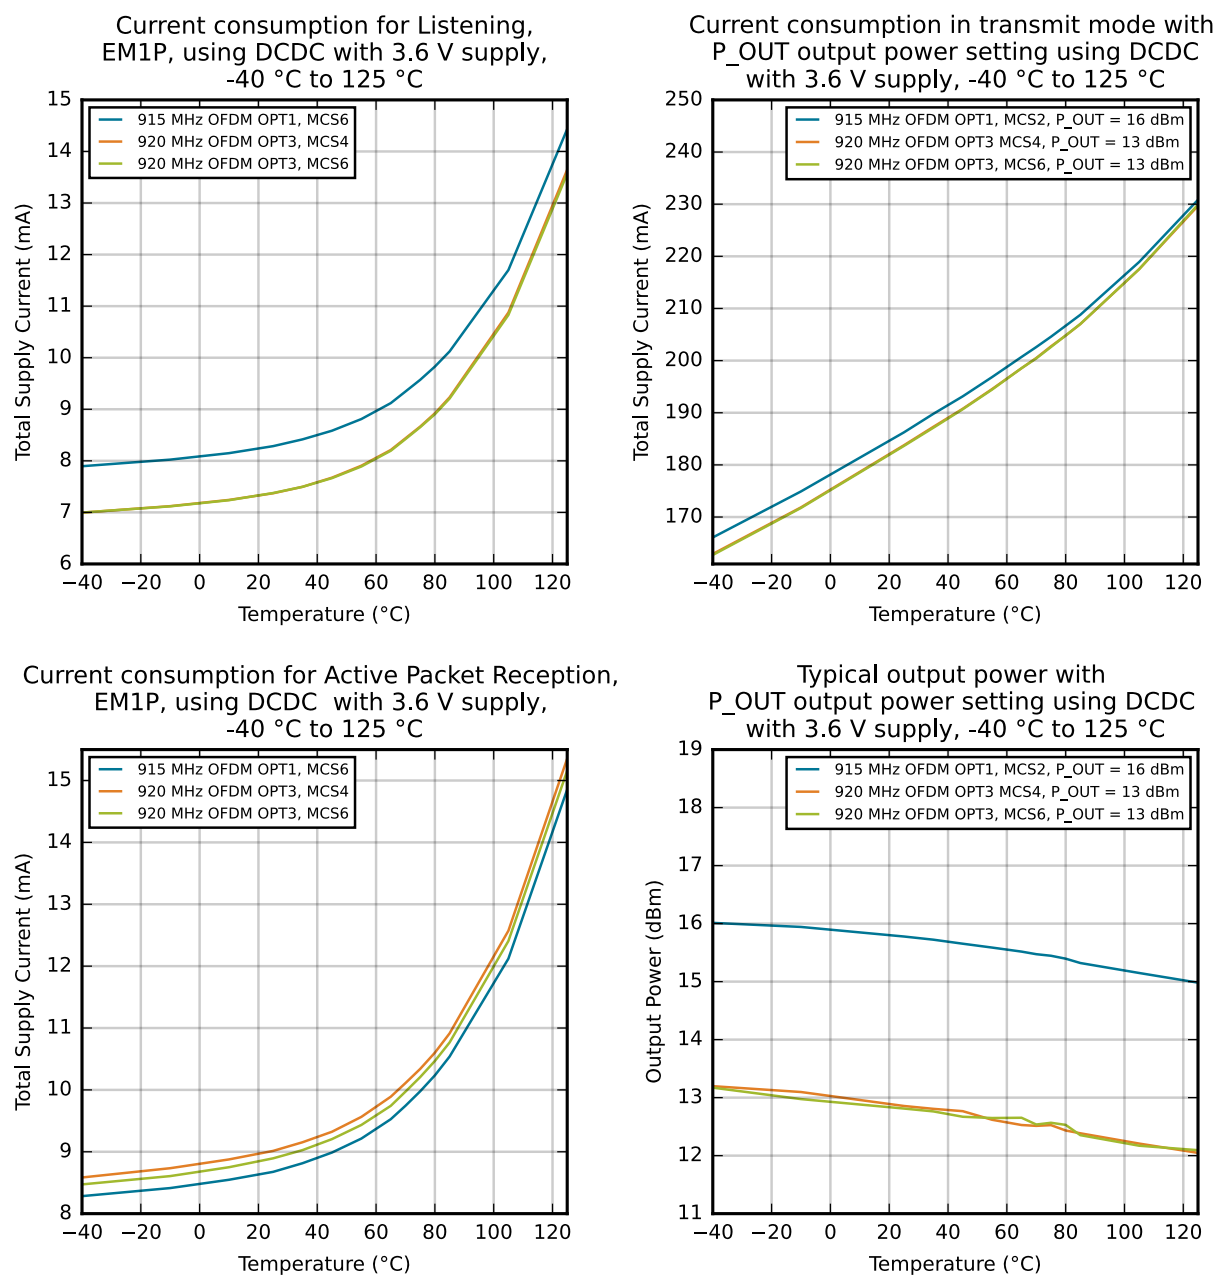 Current consumption for Listening,
EM1P, using DCDC with 3.6 V supply,
-40 °C to 125 °C
15
14
13
12
11
10
9
8
7
6
Total Supply Current (mA)
915 MHz OFDM OPT1, MCS6
920 MHz OFDM OPT3, MCS4
920 MHz OFDM OPT3, MCS6
−40 −20 0 20 40 60 80 100 120
Temperature (°C)
Current consumption in transmit mode with
P_OUT output power setting using DCDC
with 3.6 V supply, -40 °C to 125 °C
250
240
230
220
210
200
190
180
170
Total Supply Current (mA)
915 MHz OFDM OPT1, MCS2, P_OUT = 16 dBm
920 MHz OFDM OPT3 MCS4, P_OUT = 13 dBm
920 MHz OFDM OPT3, MCS6, P_OUT = 13 dBm
−40 −20 0 20 40 60 80 100 120
Temperature (°C)
Current consumption for Active Packet Reception,
EM1P, using DCDC  with 3.6 V supply,
-40 °C to 125 °C
15
14
13
12
11
10
9
8
Total Supply Current (mA)
915 MHz OFDM OPT1, MCS6
920 MHz OFDM OPT3, MCS4
920 MHz OFDM OPT3, MCS6
−40 −20 0 20 40 60 80 100 120
Temperature (°C)
Typical output power with
P_OUT output power setting using DCDC
with 3.6 V supply, -40 °C to 125 °C
19
18
17
16
15
14
13
12
11
Output Power (dBm)
915 MHz OFDM OPT1, MCS2, P_OUT = 16 dBm
920 MHz OFDM OPT3 MCS4, P_OUT = 13 dBm
920 MHz OFDM OPT3, MCS6, P_OUT = 13 dBm
−40 −20 0 20 40 60 80 100 120
Temperature (°C)